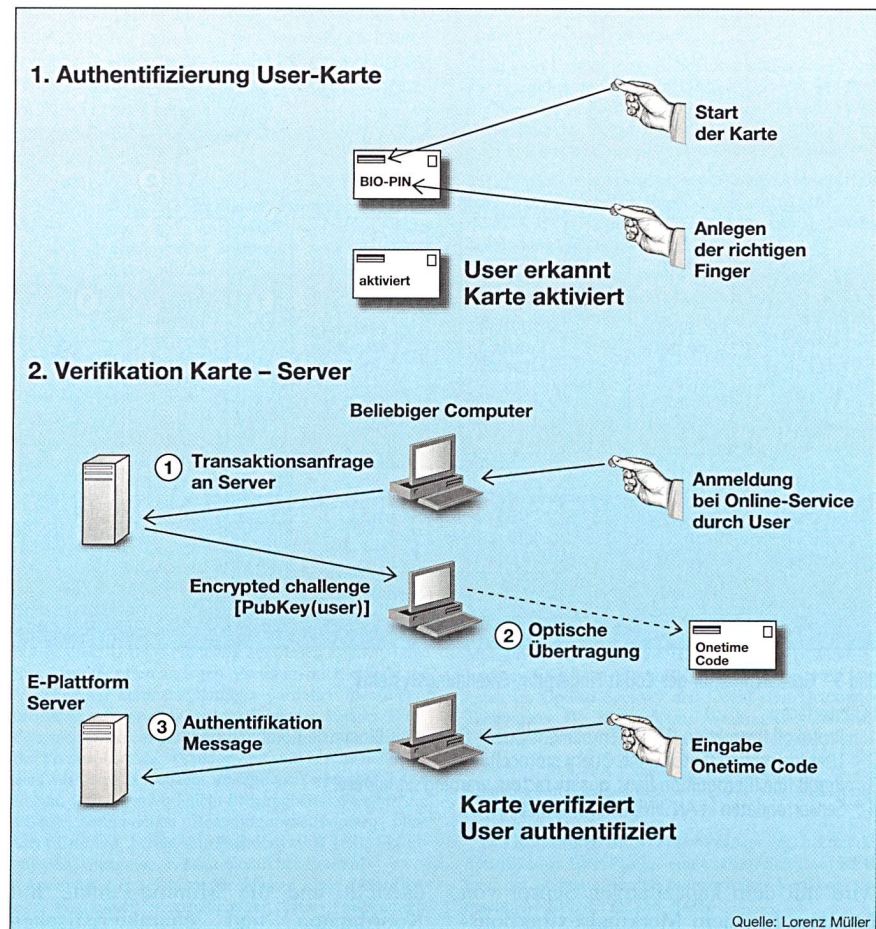 1. Authentifizierung User-Karte
Start
der Karte
BIO-PIN
Anlegen
der richtigen
Finger
aktiviert
User erkannt
Karte aktiviert
2. Verifikation Karte – Server
Beliebiger Computer
1 Transaktionsanfrage
an Server
Anmeldung
bei Online-Service
durch User
Encrypted challenge
[PubKey(user)]
2 Optische
Übertragung
Onetime
Code
E-Plattform
Server
3 Authentifikation
Message
Eingabe
Onetime Code
Karte verifiziert
User authentifiziert
Quelle: Lorenz Müller